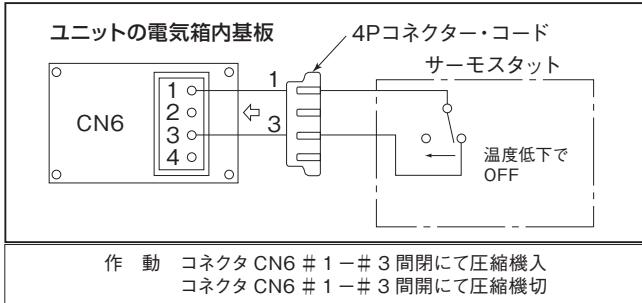 ユニットの電気箱内基板
4Pコネクター・コード
サーモスタット
CN6
1
2
3
4
1
3
温度低下で
OFF
作　動　コネクタ CN6 ＃1－＃3 間閉にて圧縮機入
コネクタ CN6 ＃1－＃3 間開にて圧縮機切